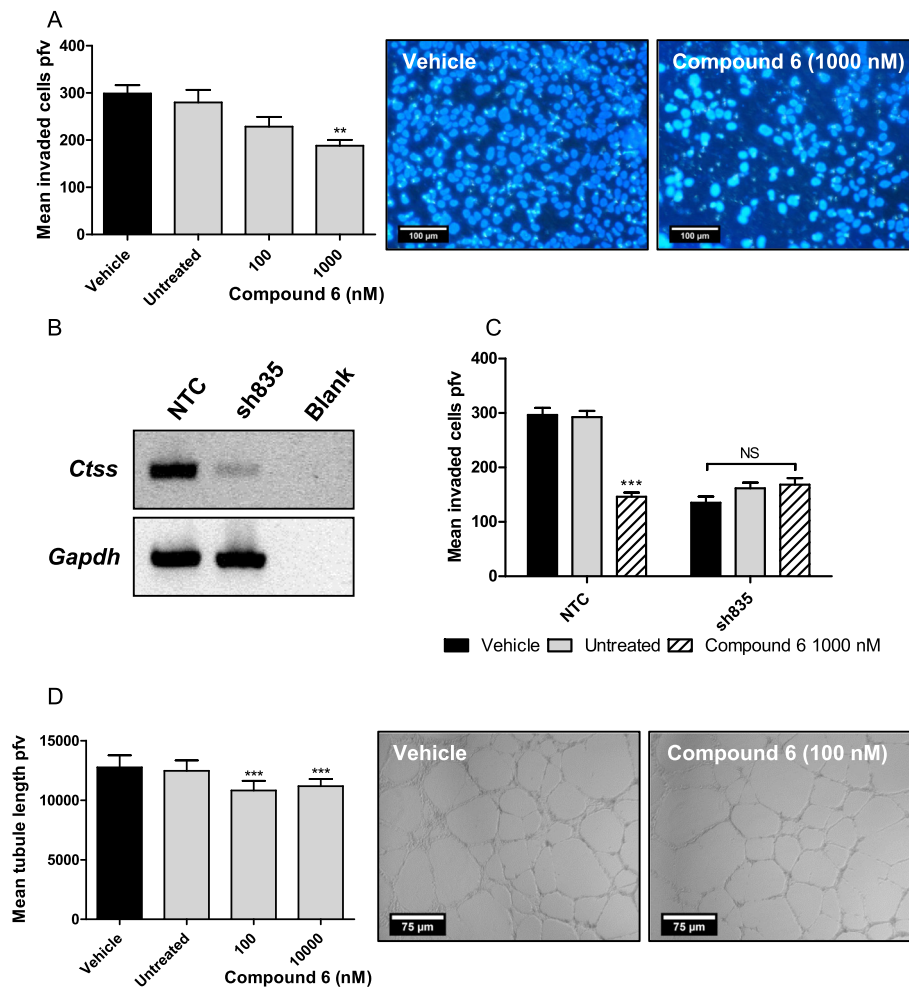 A
Mean invaded cells pfv
400
300
200
100
0
**
Vehicle
Untreated
100
1000
Compound 6 (nM)
Vehicle
100 µm
Compound 6 (1000 nM)
100 µm
B
NTC
sh835
Blank
Ctss
Gapdh
C
Mean invaded cells pfv
400
300
200
100
0
***
NS
NTC
sh835
Vehicle Untreated Compound 6 1000 nM
D
Mean tubule length pfv
15000
10000
5000
0
*** ***
Vehicle
Untreated
100
10000
Compound 6 (nM)
Vehicle
75 µm
Compound 6 (100 nM)
75 µm